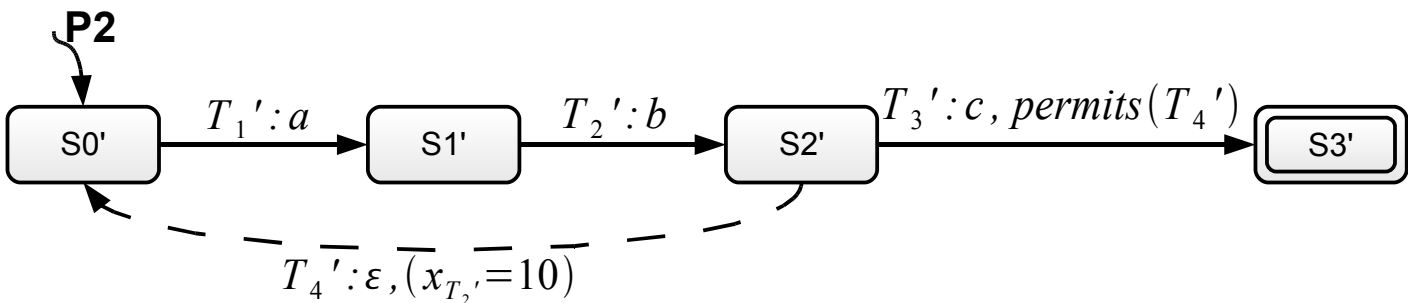 P2
S0'
T₁':a
S1'
T₂':b
S2'
T₃':c, permits(T₄')
S3'
T₄':ε,(x_{T₂'}=10)